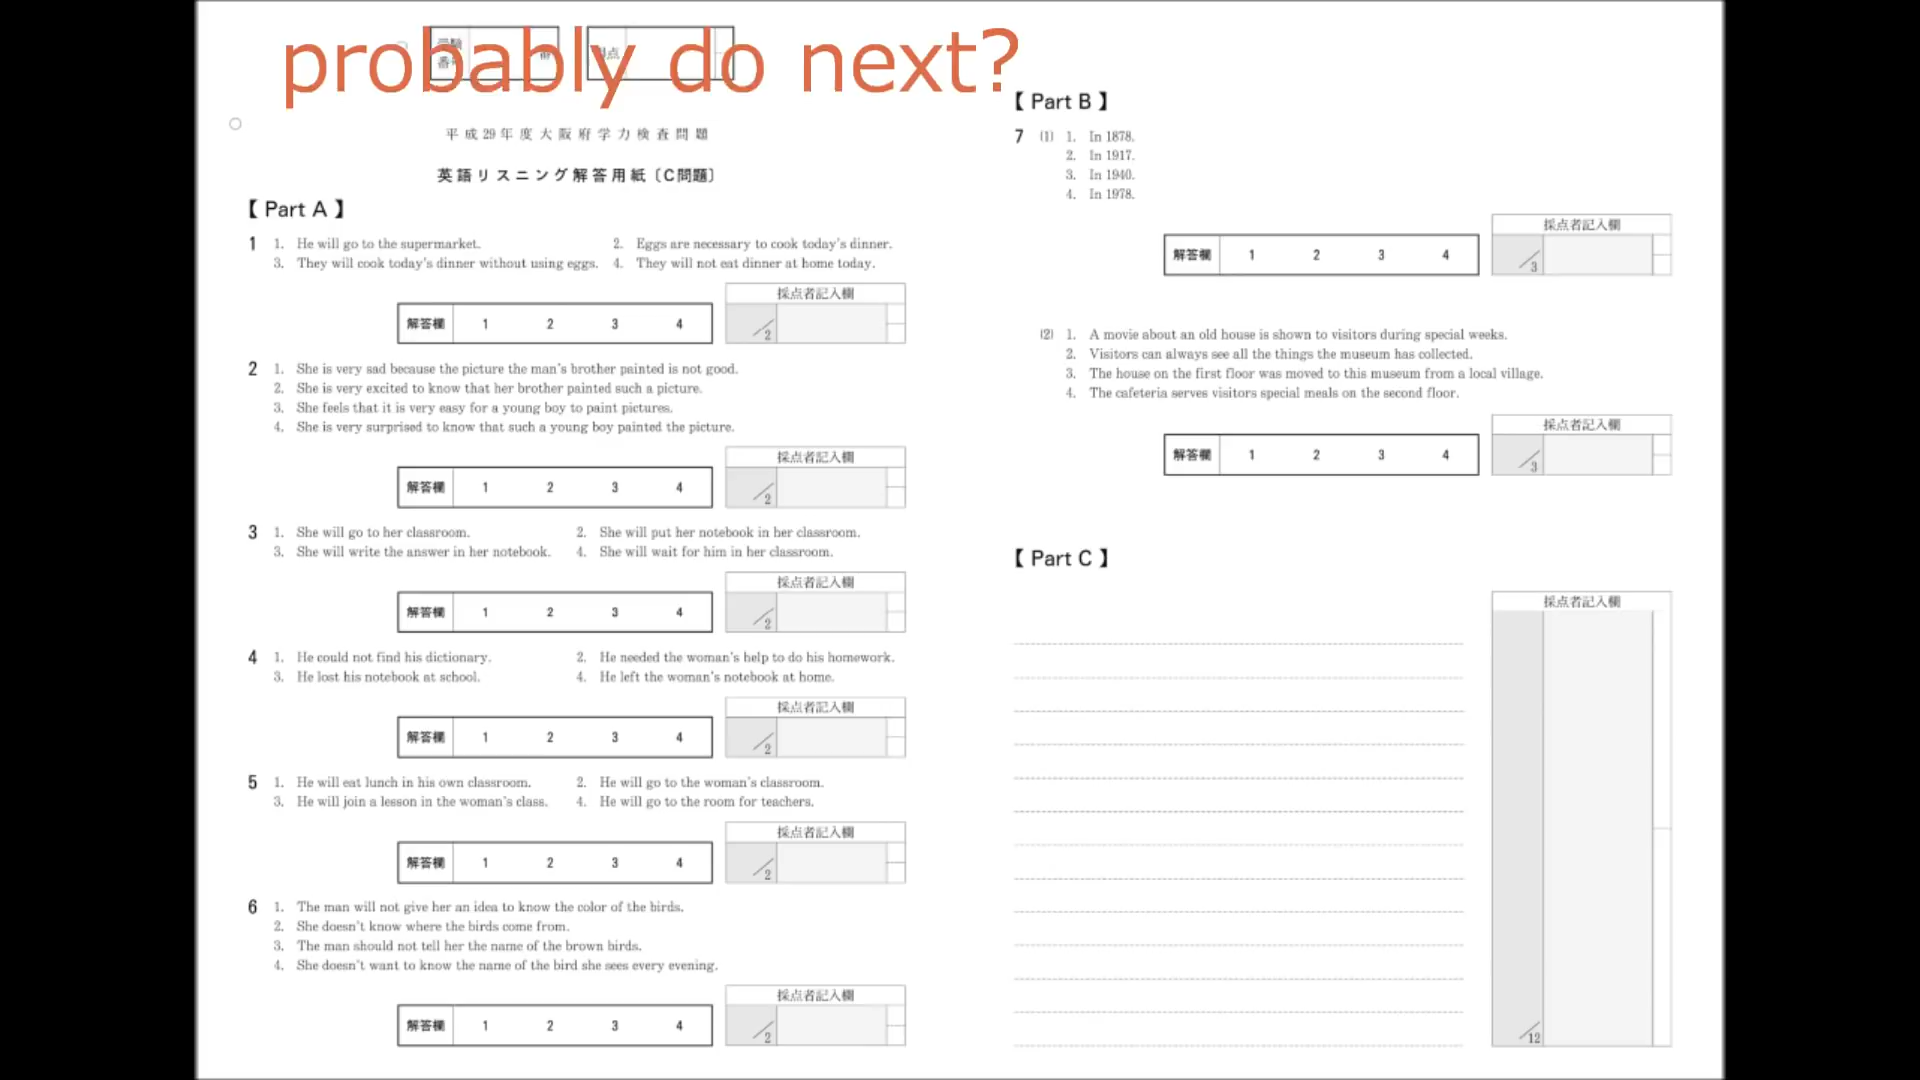 probably do next?
受験
番号
番
得点
平成29年度大阪府学力検査問題
英語リスニング解答用紙〔C問題〕
【 Part A 】
1 1. He will go to the supermarket. 2. Eggs are necessary to cook today's dinner.
3. They will cook today's dinner without using eggs. 4. They will not eat dinner at home today.
採点者記入欄
解答欄 1 2 3 4
/2
2 1. She is very sad because the picture the man's brother painted is not good.
2. She is very excited to know that her brother painted such a picture.
3. She feels that it is very easy for a young boy to paint pictures.
4. She is very surprised to know that such a young boy painted the picture.
採点者記入欄
解答欄 1 2 3 4
/2
3 1. She will go to her classroom. 2. She will put her notebook in her classroom.
3. She will write the answer in her notebook. 4. She will wait for him in her classroom.
採点者記入欄
解答欄 1 2 3 4
/2
4 1. He could not find his dictionary. 2. He needed the woman's help to do his homework.
3. He lost his notebook at school. 4. He left the woman's notebook at home.
採点者記入欄
解答欄 1 2 3 4
/2
5 1. He will eat lunch in his own classroom. 2. He will go to the woman's classroom.
3. He will join a lesson in the woman's class. 4. He will go to the room for teachers.
採点者記入欄
解答欄 1 2 3 4
/2
6 1. The man will not give her an idea to know the color of the birds.
2. She doesn't know where the birds come from.
3. The man should not tell her the name of the brown birds.
4. She doesn't want to know the name of the bird she sees every evening.
採点者記入欄
解答欄 1 2 3 4
/2
【 Part B 】
7 (1) 1. In 1878.
2. In 1917.
3. In 1940.
4. In 1978.
採点者記入欄
解答欄 1 2 3 4
/3
(2) 1. A movie about an old house is shown to visitors during special weeks.
2. Visitors can always see all the things the museum has collected.
3. The house on the first floor was moved to this museum from a local village.
4. The cafeteria serves visitors special meals on the second floor.
採点者記入欄
解答欄 1 2 3 4
/3
【 Part C 】
採点者記入欄
/12